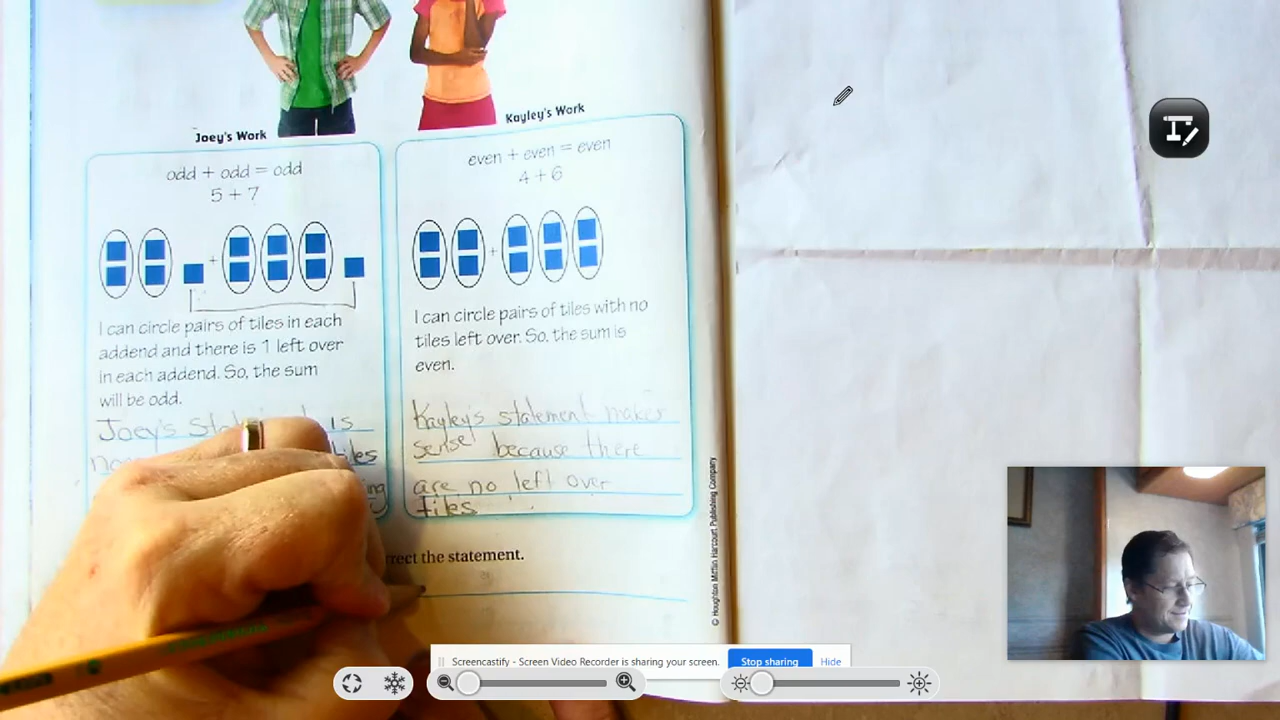 Joey's Work
odd + odd = odd
5 + 7
+
I can circle pairs of tiles in each
addend and there is 1 left over
in each addend. So, the sum
will be odd.
Joey's is
tiles
Kayley's Work
even + even = even
4 + 6
+
I can circle pairs of tiles with no
tiles left over. So, the sum is
even.
Kayley's statement makes
sense because there
are no left over
tiles.
the statement.
© Houghton Mifflin Harcourt Publishing Company
Screencastify - Screen Video Recorder is sharing your screen.
Stop sharing
Hide